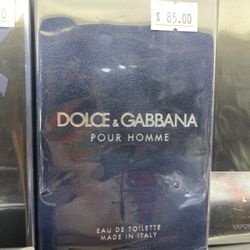 $ 85.00
DOLCE & GABBANA
POUR HOMME
EAU DE TOILETTE
MADE IN ITALY